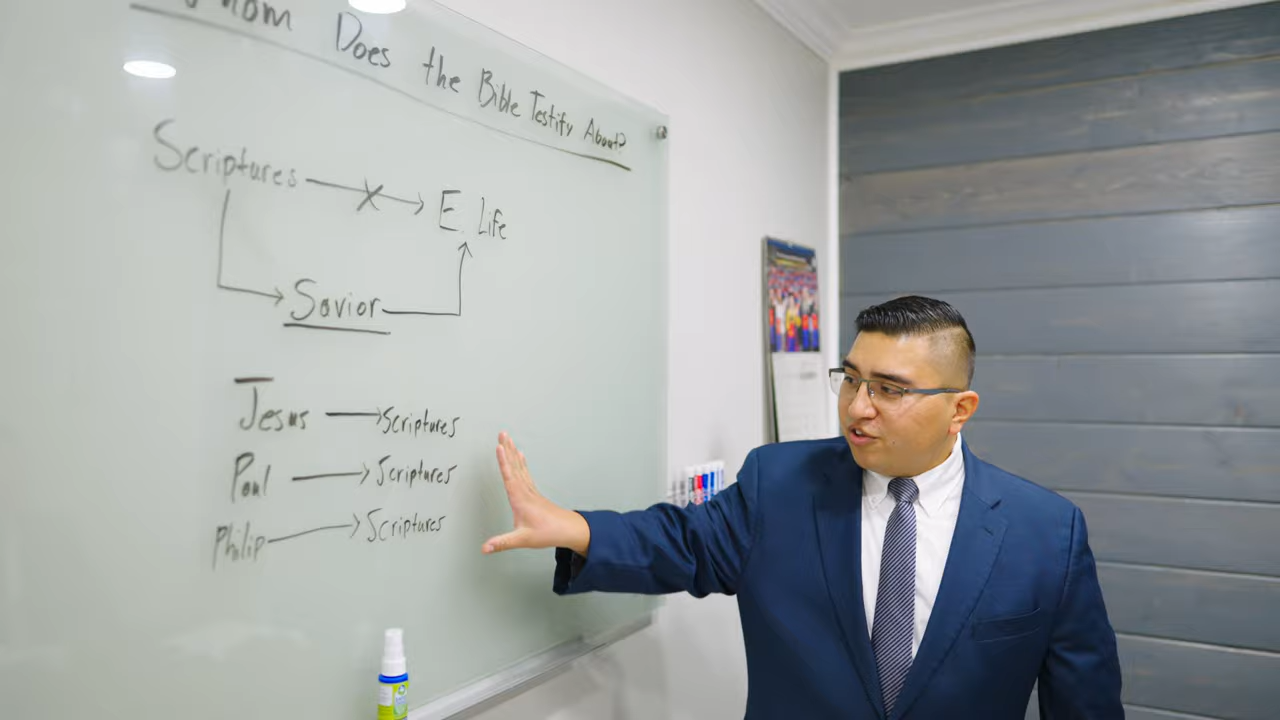 Does the Bible Testify About?
Scriptures → E. Life
Savior
Jesus → Scriptures
Paul → Scriptures
Philip → Scriptures